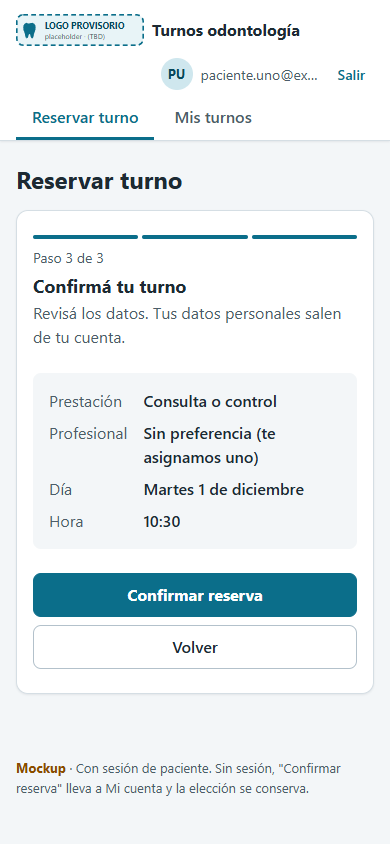 LOGO PROVISORIO
placeholder · (TBD)
Turnos odontología
PU
paciente.uno@ex...
Salir
Reservar turno
Mis turnos
Reservar turno
Paso 3 de 3
Confirmá tu turno
Revisá los datos. Tus datos personales salen
de tu cuenta.
Prestación
Consulta o control
Profesional
Sin preferencia (te
asignamos uno)
Día
Martes 1 de diciembre
Hora
10:30
Confirmar reserva
Volver
Mockup · Con sesión de paciente. Sin sesión, "Confirmar
reserva" lleva a Mi cuenta y la elección se conserva.